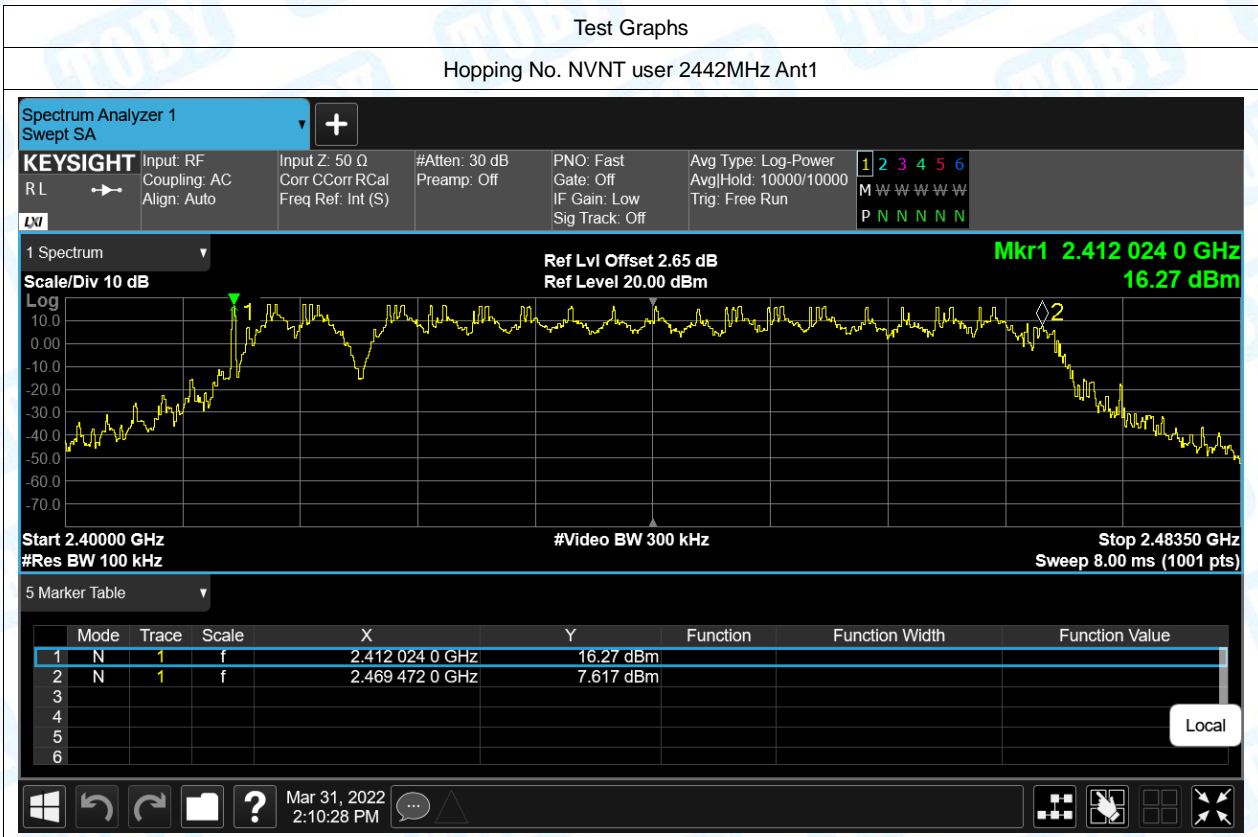 Test Graphs
Hopping No. NVNT user 2442MHz Ant1
Spectrum Analyzer 1
Swept SA
+
KEYSIGHT Input: RF Input Z: 50 Ω #Atten: 30 dB PNO: Fast Avg Type: Log-Power 1 2 3 4 5 6
RL Coupling: AC Corr CCorr RCal Preamp: Off Gate: Off Avg|Hold: 10000/10000 M W W W W W
Align: Auto Freq Ref: Int (S) IF Gain: Low Trig: Free Run
LXI Sig Track: Off P N N N N N
1 Spectrum Ref Lvl Offset 2.65 dB Mkr1 2.412 024 0 GHz
Scale/Div 10 dB Ref Level 20.00 dBm 16.27 dBm
Log
1 2
10.0
0.00
-10.0
-20.0
-30.0
-40.0
-50.0
-60.0
-70.0
Start 2.40000 GHz #Video BW 300 kHz Stop 2.48350 GHz
#Res BW 100 kHz Sweep 8.00 ms (1001 pts)
5 Marker Table
Mode Trace Scale X Y Function Function Width Function Value
1 N 1 f 2.412 024 0 GHz 16.27 dBm
2 N 1 f 2.469 472 0 GHz 7.617 dBm
3
4
5
6
Local
? Mar 31, 2022
2:10:28 PM
TOBY